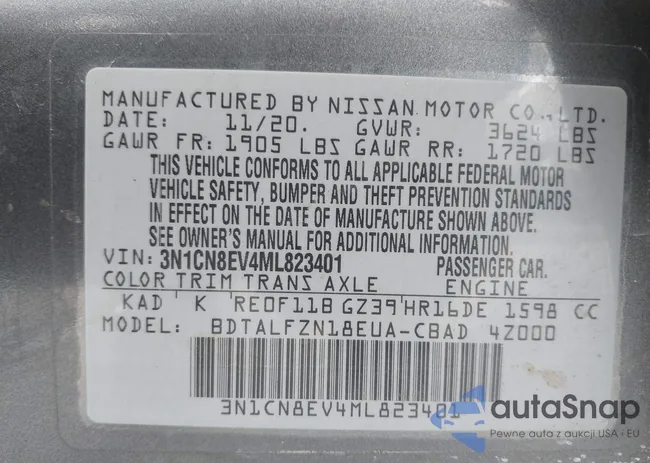 MANUFACTURED BY NISSAN MOTOR CO., LTD.
DATE: 11/20. GVWR: 3624 LBS
GAWR FR: 1905 LBS GAWR RR: 1720 LBS
THIS VEHICLE CONFORMS TO ALL APPLICABLE FEDERAL MOTOR
VEHICLE SAFETY, BUMPER AND THEFT PREVENTION STANDARDS
IN EFFECT ON THE DATE OF MANUFACTURE SHOWN ABOVE.
SEE OWNER'S MANUAL FOR ADDITIONAL INFORMATION
VIN: 3N1CN8EV4ML823401 PASSENGER CAR.
COLOR TRIM TRANS AXLE ENGINE
KAD K RE0F11B GZ39 HR16DE 1598 CC
MODEL: BDTALFZN18EUA-CBAD 4Z000
3N1CN8EV4ML823401
autaSnap
Pewne auta z aukcji USA · EU